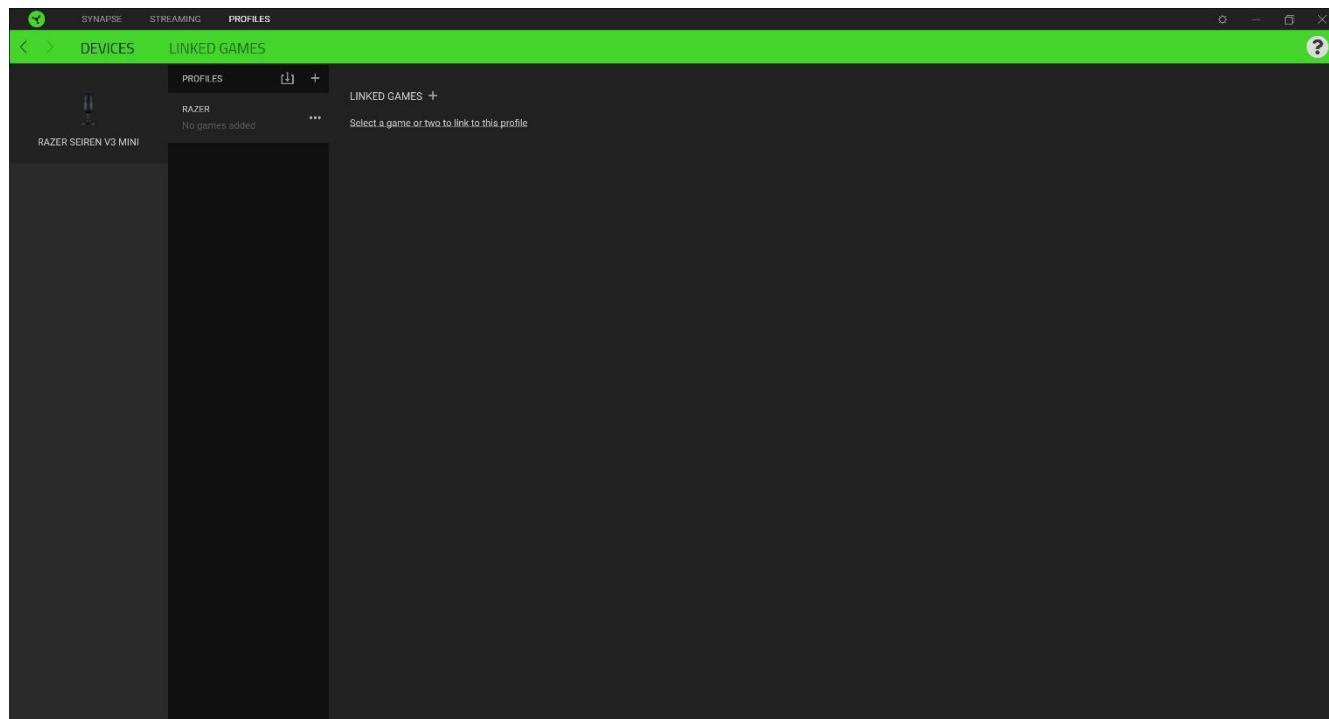 SYNAPSE STREAMING PROFILES
DEVICES LINKED GAMES
?
PROFILES
RAZER
No games added
RAZER SEIREN V3 MINI
LINKED GAMES +
Select a game or two to link to this profile